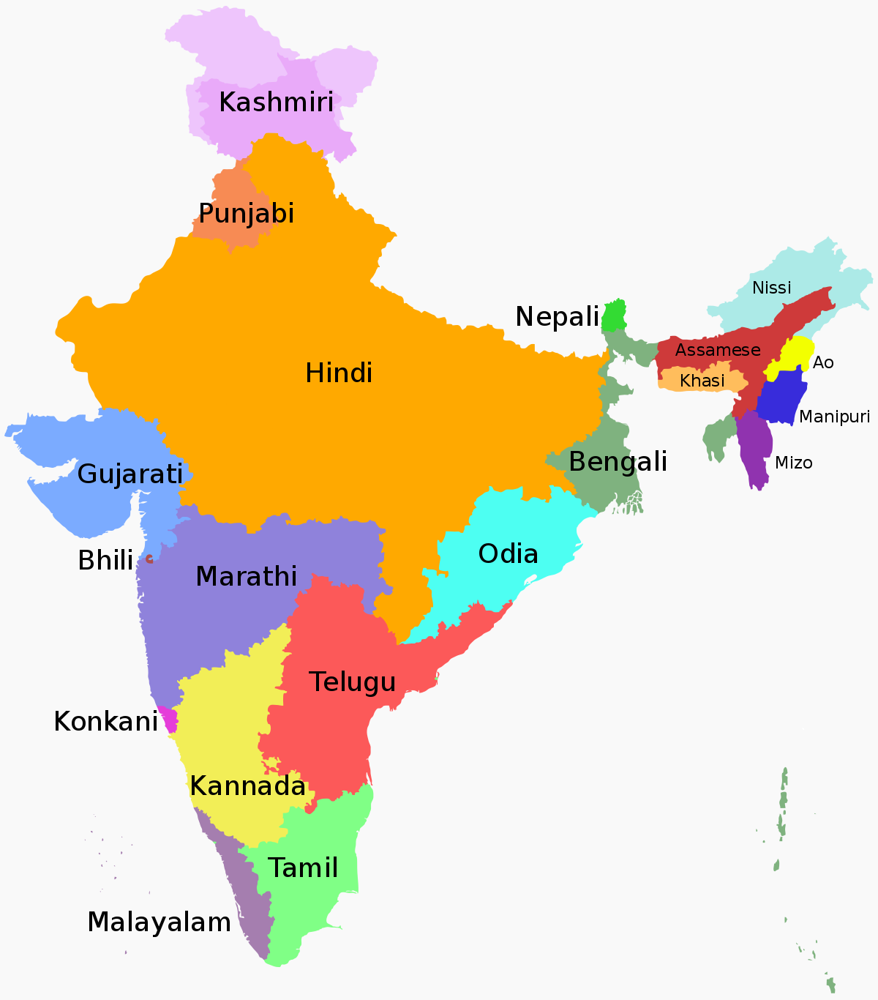 Kashmiri
Punjabi
Nissi
Nepali
Assamese
Ao
Hindi
Khasi
Manipuri
Bengali
Mizo
Gujarati
Odia
Bhili
Marathi
Telugu
Konkani
Kannada
Tamil
Malayalam